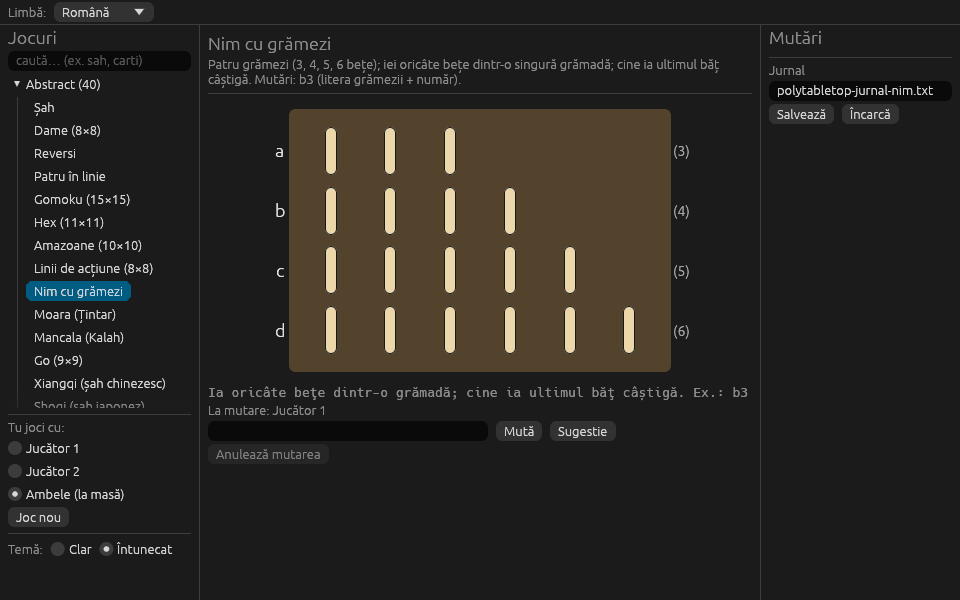 Limbă: Română
Jocuri
caută... (ex. sah, carti)
Abstract (40)
Șah
Dame (8×8)
Reversi
Patru în linie
Gomoku (15×15)
Hex (11×11)
Amazoane (10×10)
Linii de acțiune (8×8)
Nim cu grămezi
Moara (Țintar)
Mancala (Kalah)
Go (9×9)
Xiangqi (șah chinezesc)
Shogi (șah japonez)
Tu joci cu:
Jucător 1
Jucător 2
Ambele (la masă)
Joc nou
Temă: Clar Întunecat
Nim cu grămezi
Patru grămezi (3, 4, 5, 6 bețe); iei oricâte bețe dintr-o singură grămadă; cine ia ultimul băț
câștigă. Mutări: b3 (litera grămezii + număr).
a (3)
b (4)
c (5)
d (6)
Ia oricâte bețe dintr-o grămadă; cine ia ultimul băț câștigă. Ex.: b3
La mutare: Jucător 1
Mută Sugestie
Anulează mutarea
Mutări
Jurnal
polytabletop-jurnal-nim.txt
Salvează Încarcă